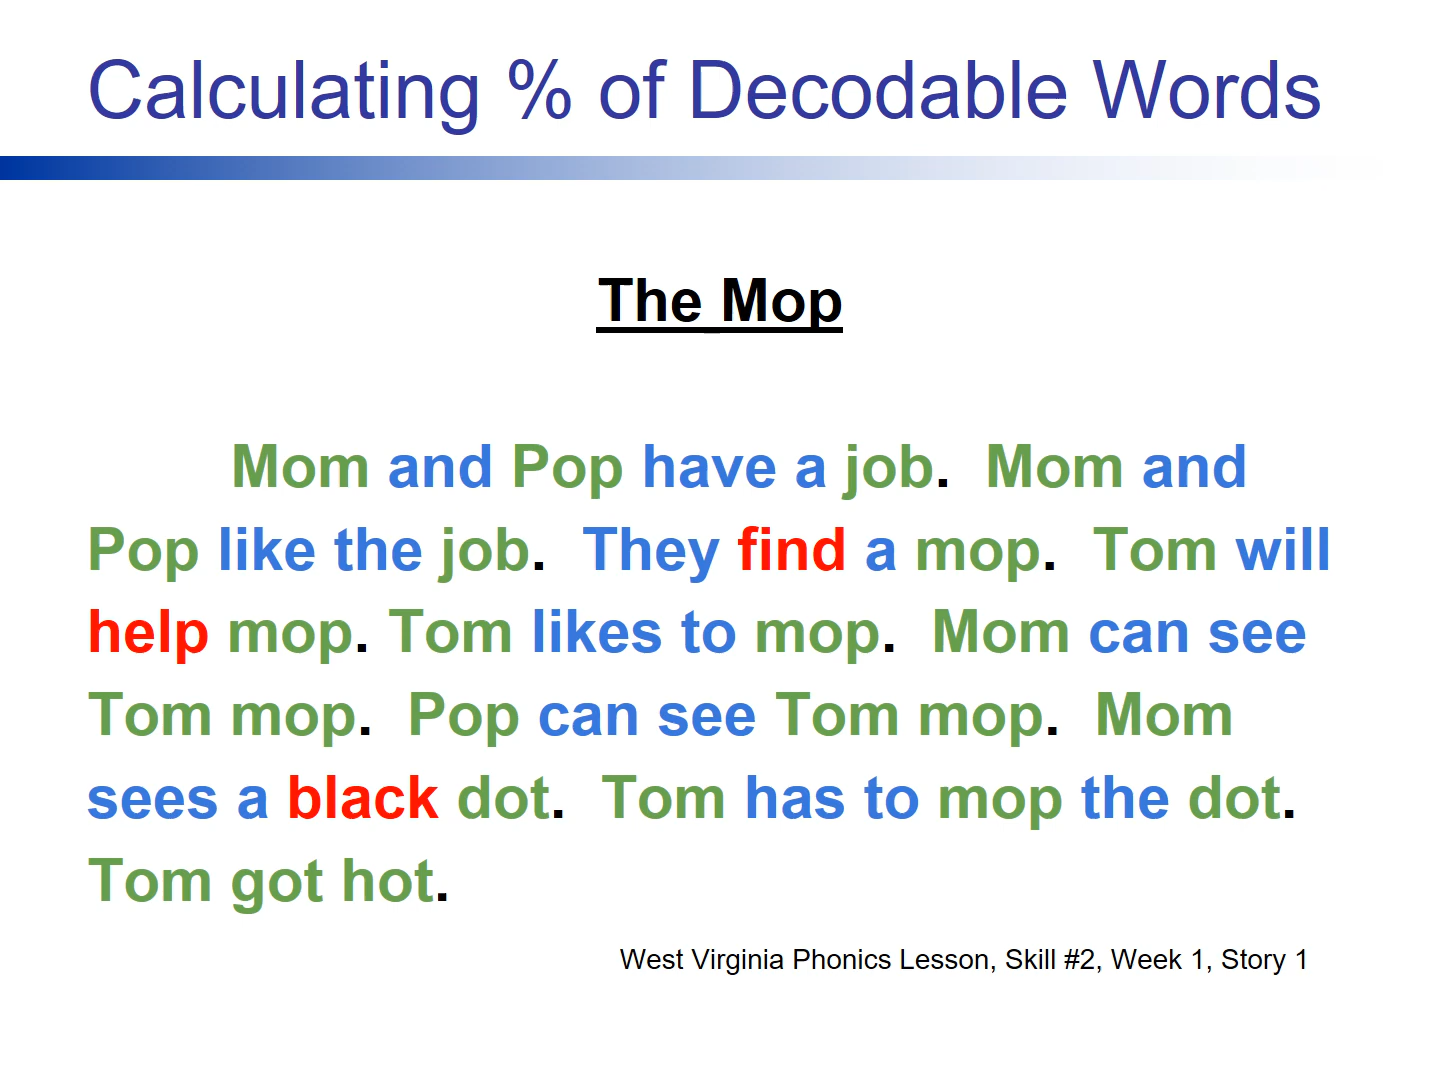 Calculating % of Decodable Words
The Mop
Mom and Pop have a job. Mom and
Pop like the job. They find a mop. Tom will
help mop. Tom likes to mop. Mom can see
Tom mop. Pop can see Tom mop. Mom
sees a black dot. Tom has to mop the dot.
Tom got hot.
West Virginia Phonics Lesson, Skill #2, Week 1, Story 1